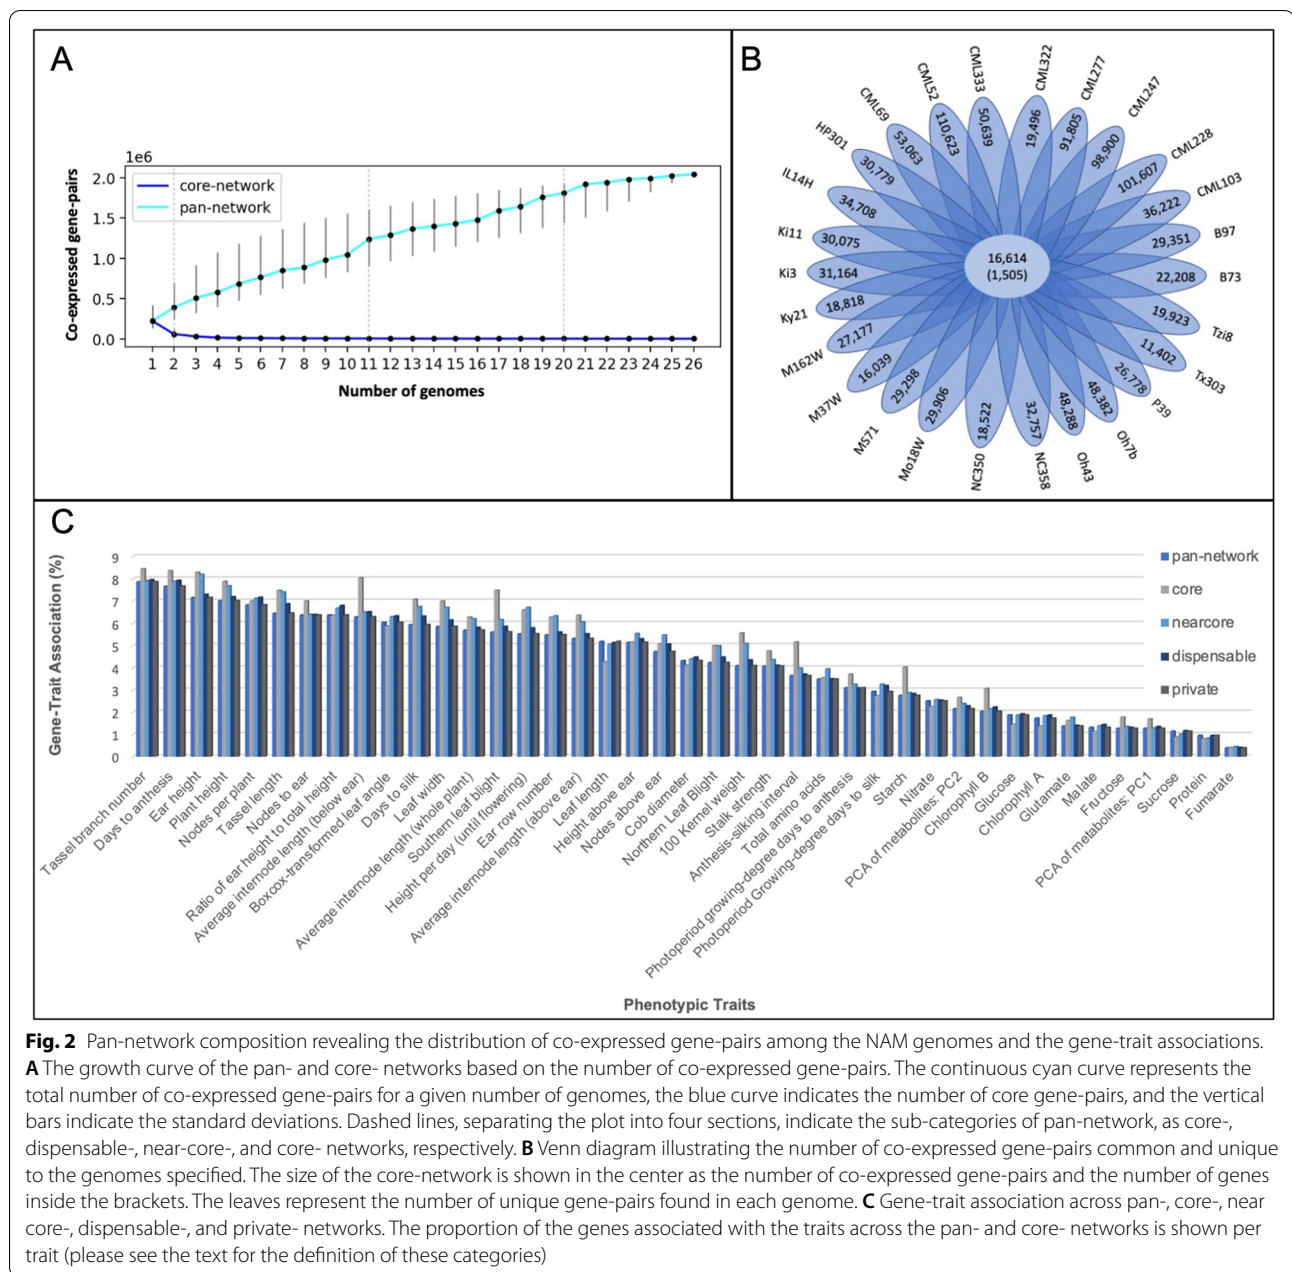 A
1e6
core-network
pan-network
Co-expressed gene-pairs
2.0
1.5
1.0
0.5
0.0
1 2 3 4 5 6 7 8 9 10 11 12 13 14 15 16 17 18 19 20 21 22 23 24 25 26
Number of genomes
B
CML322
19,496
CML277
91,805
CML247
98,900
CML228
101,607
CML103
36,222
B97
29,351
B73
22,208
Tzi8
19,923
Tx303
11,402
P39
26,778
Oh7b
48,382
Oh43
48,288
NC358
32,757
NC350
18,522
Mo18W
29,906
MS71
29,298
M37W
16,039
M162W
27,177
Ky21
18,818
Ki3
31,164
Ki11
30,075
IL14H
34,708
HP301
30,779
CML69
53,063
CML52
110,623
CML333
50,639
16,614
(1,505)
C
Gene-Trait Association (%)
9
8
7
6
5
4
3
2
1
0
pan-network
core
nearcore
dispensable
private
Tassel branch number
Days to anthesis
Ear height
Plant height
Nodes per plant
Tassel length
Nodes to ear
Ratio of ear height to total height
Average internode length (below ear)
Boxcox-transformed leaf angle
Days to silk
Leaf width
Average internode length (whole plant)
Southern leaf blight
Height per day (until flowering)
Ear row number
Average internode length (above ear)
Leaf length
Height above ear
Nodes above ear
Cob diameter
Northern Leaf Blight
100 Kernel weight
Stalk strength
Anthesis-silking interval
Total amino acids
Photoperiod growing-degree days to anthesis
Photoperiod Growing-degree days to silk
Starch
Nitrate
PCA of metabolites: PC2
Chlorophyll B
Glucose
Chlorophyll A
Glutamate
Malate
Fructose
PCA of metabolites: PC1
Sucrose
Protein
Fumarate
Phenotypic Traits
Fig. 2 Pan-network composition revealing the distribution of co-expressed gene-pairs among the NAM genomes and the gene-trait associations.
A The growth curve of the pan- and core- networks based on the number of co-expressed gene-pairs. The continuous cyan curve represents the
total number of co-expressed gene-pairs for a given number of genomes, the blue curve indicates the number of core gene-pairs, and the vertical
bars indicate the standard deviations. Dashed lines, separating the plot into four sections, indicate the sub-categories of pan-network, as core-,
dispensable-, near-core-, and core- networks, respectively. B Venn diagram illustrating the number of co-expressed gene-pairs common and unique
to the genomes specified. The size of the core-network is shown in the center as the number of co-expressed gene-pairs and the number of genes
inside the brackets. The leaves represent the number of unique gene-pairs found in each genome. C Gene-trait association across pan-, core-, near
core-, dispensable-, and private- networks. The proportion of the genes associated with the traits across the pan- and core- networks is shown per
trait (please see the text for the definition of these categories)